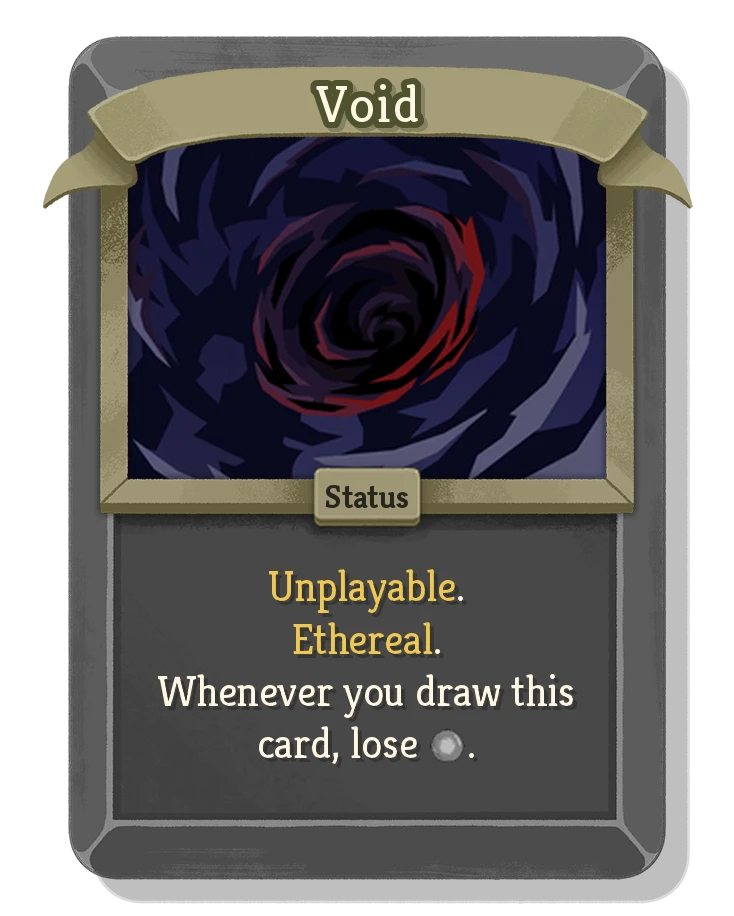 Void
Status
Unplayable.
Ethereal.
Whenever you draw this
card, lose .